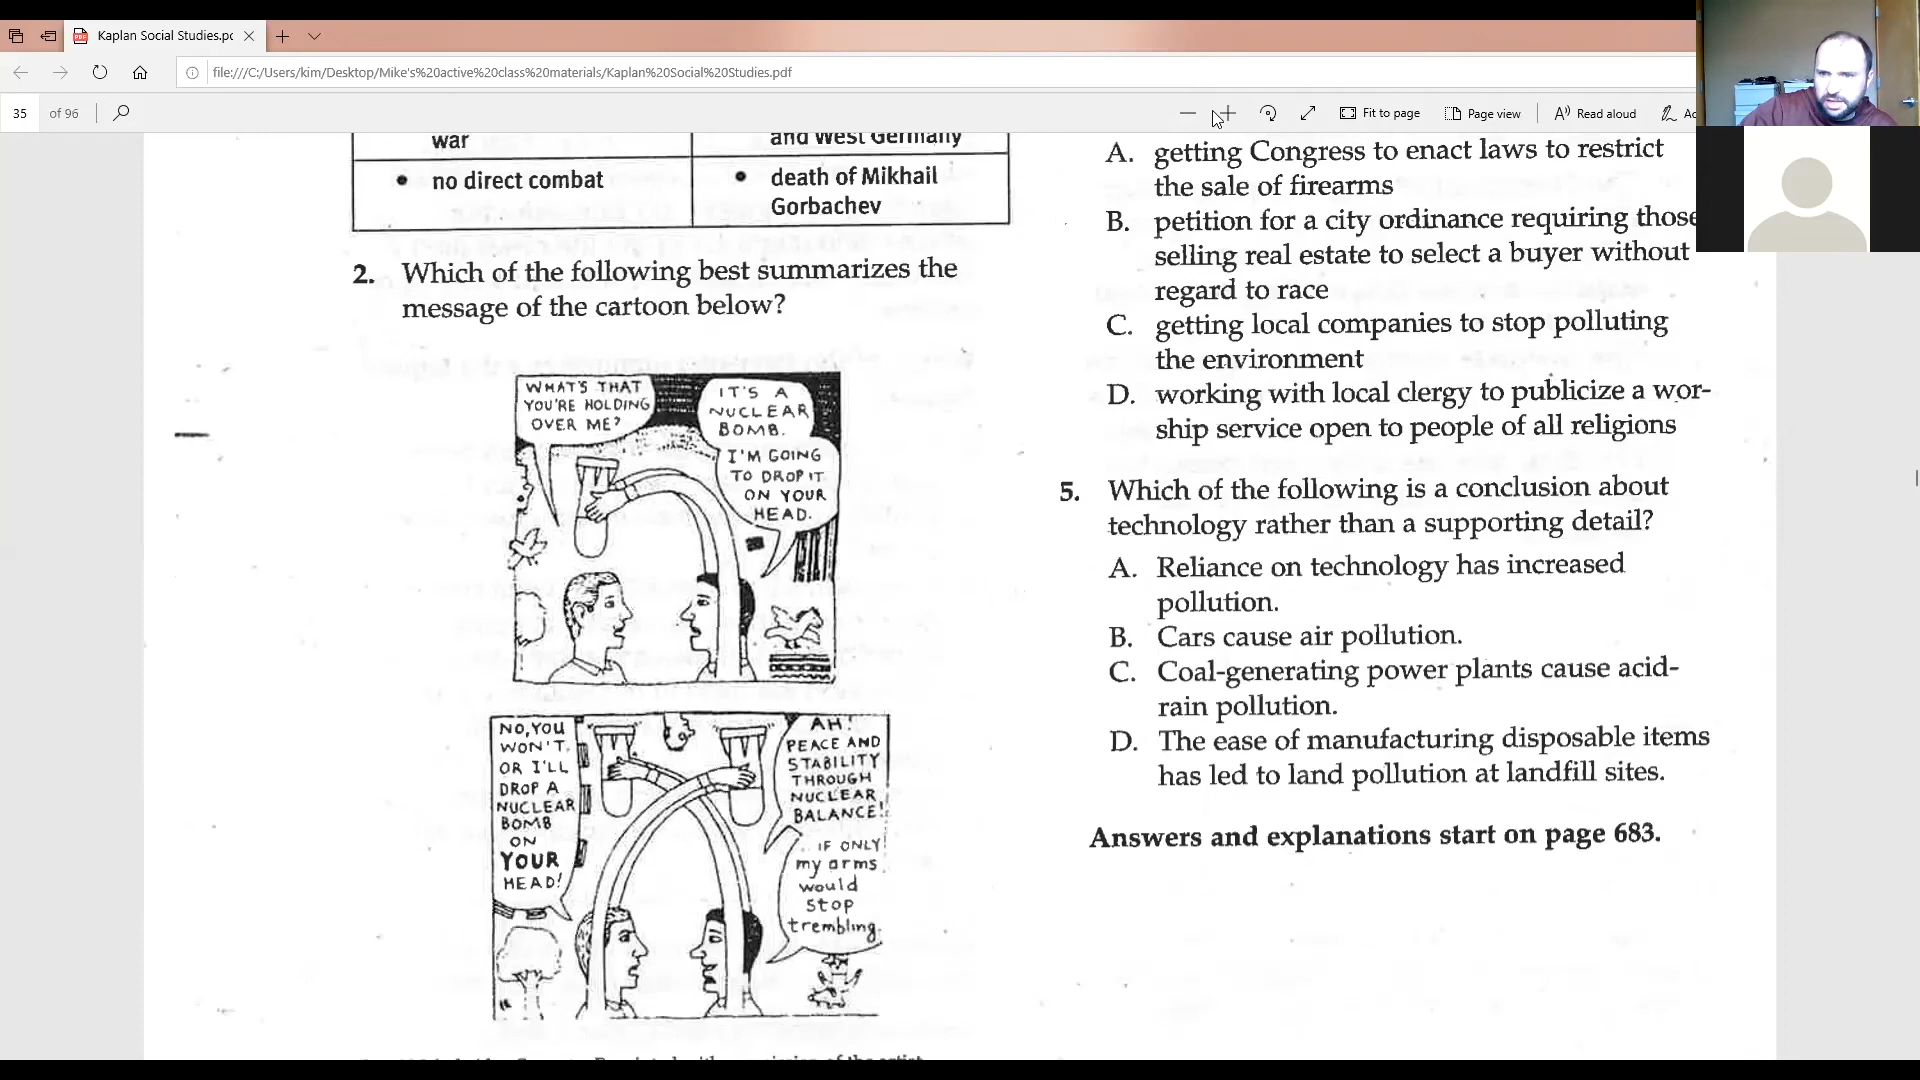 Kaplan Social Studies.pc
file:///C:/Users/kim/Desktop/Mike's%20active%20class%20materials/Kaplan%20Social%20Studies.pdf
35 of 96
Fit to page
Page view
Read aloud
war
and West Germany
• no direct combat
• death of Mikhail
Gorbachev
2. Which of the following best summarizes the
message of the cartoon below?
WHAT'S THAT
YOU'RE HOLDING
OVER ME?
IT'S A
NUCLEAR
BOMB.
I'M GOING
TO DROP IT
ON YOUR
HEAD.
NO, YOU
WON'T.
OR I'LL
DROP A
NUCLEAR
BOMB
ON
YOUR
HEAD!
AH!
PEACE AND
STABILITY
THROUGH
NUCLEAR
BALANCE!
IF ONLY
my arms
would
stop
trembling.
A. getting Congress to enact laws to restrict
the sale of firearms
B. petition for a city ordinance requiring those
selling real estate to select a buyer without
regard to race
C. getting local companies to stop polluting
the environment
D. working with local clergy to publicize a wor-
ship service open to people of all religions
5. Which of the following is a conclusion about
technology rather than a supporting detail?
A. Reliance on technology has increased
pollution.
B. Cars cause air pollution.
C. Coal-generating power plants cause acid-
rain pollution.
D. The ease of manufacturing disposable items
has led to land pollution at landfill sites.
Answers and explanations start on page 683.